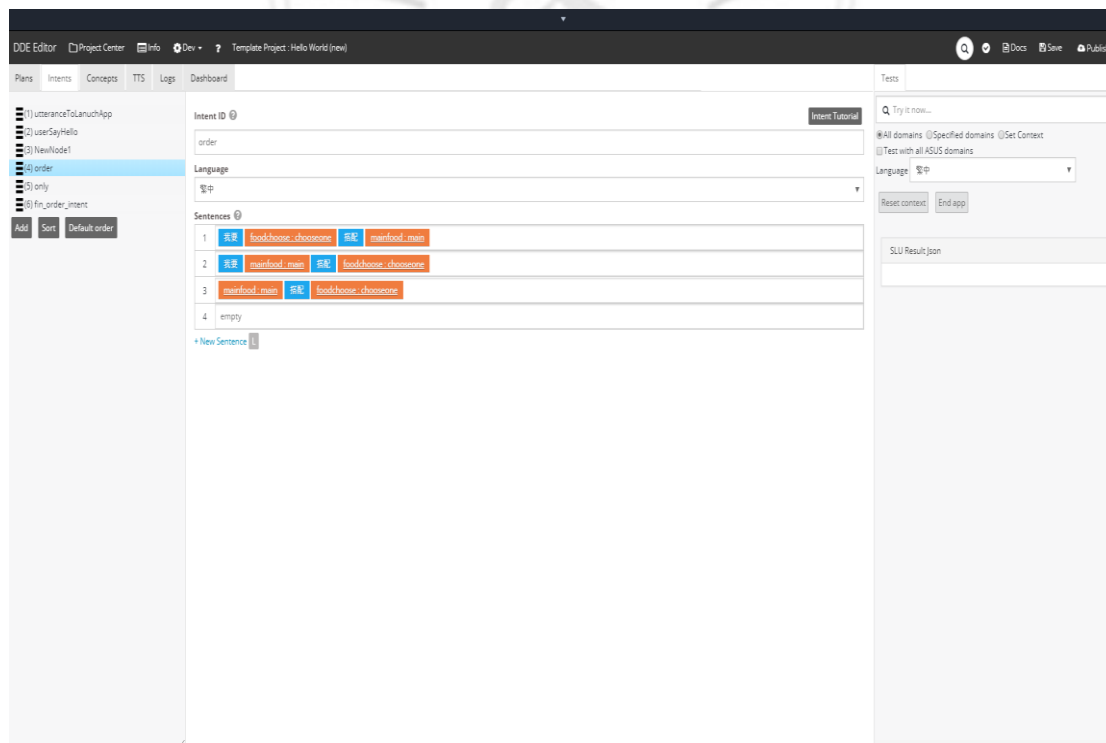 DDE Editor Project Center Info Dev ? Template Project : Hello World (new) Docs Save Publis
Plans Intents Concepts TTS Logs Dashboard
(1) utteranceToLanuchApp
(2) userSayHello
(3) NewNode1
(4) order
(5) only
(6) fin_order_intent
Add Sort Default order
Intent ID Intent Tutorial
order
Language
繁中
Sentences
1 我要 foodchoose : chooseone 搭配 mainfood : main
2 我要 mainfood : main 搭配 foodchoose : chooseone
3 mainfood : main 搭配 foodchoose : chooseone
4 empty
+ New Sentence L
Tests
Try it now...
All domains Specified domains Set Context
Test with all ASUS domains
Language 繁中
Reset context End app
SLU Result Json